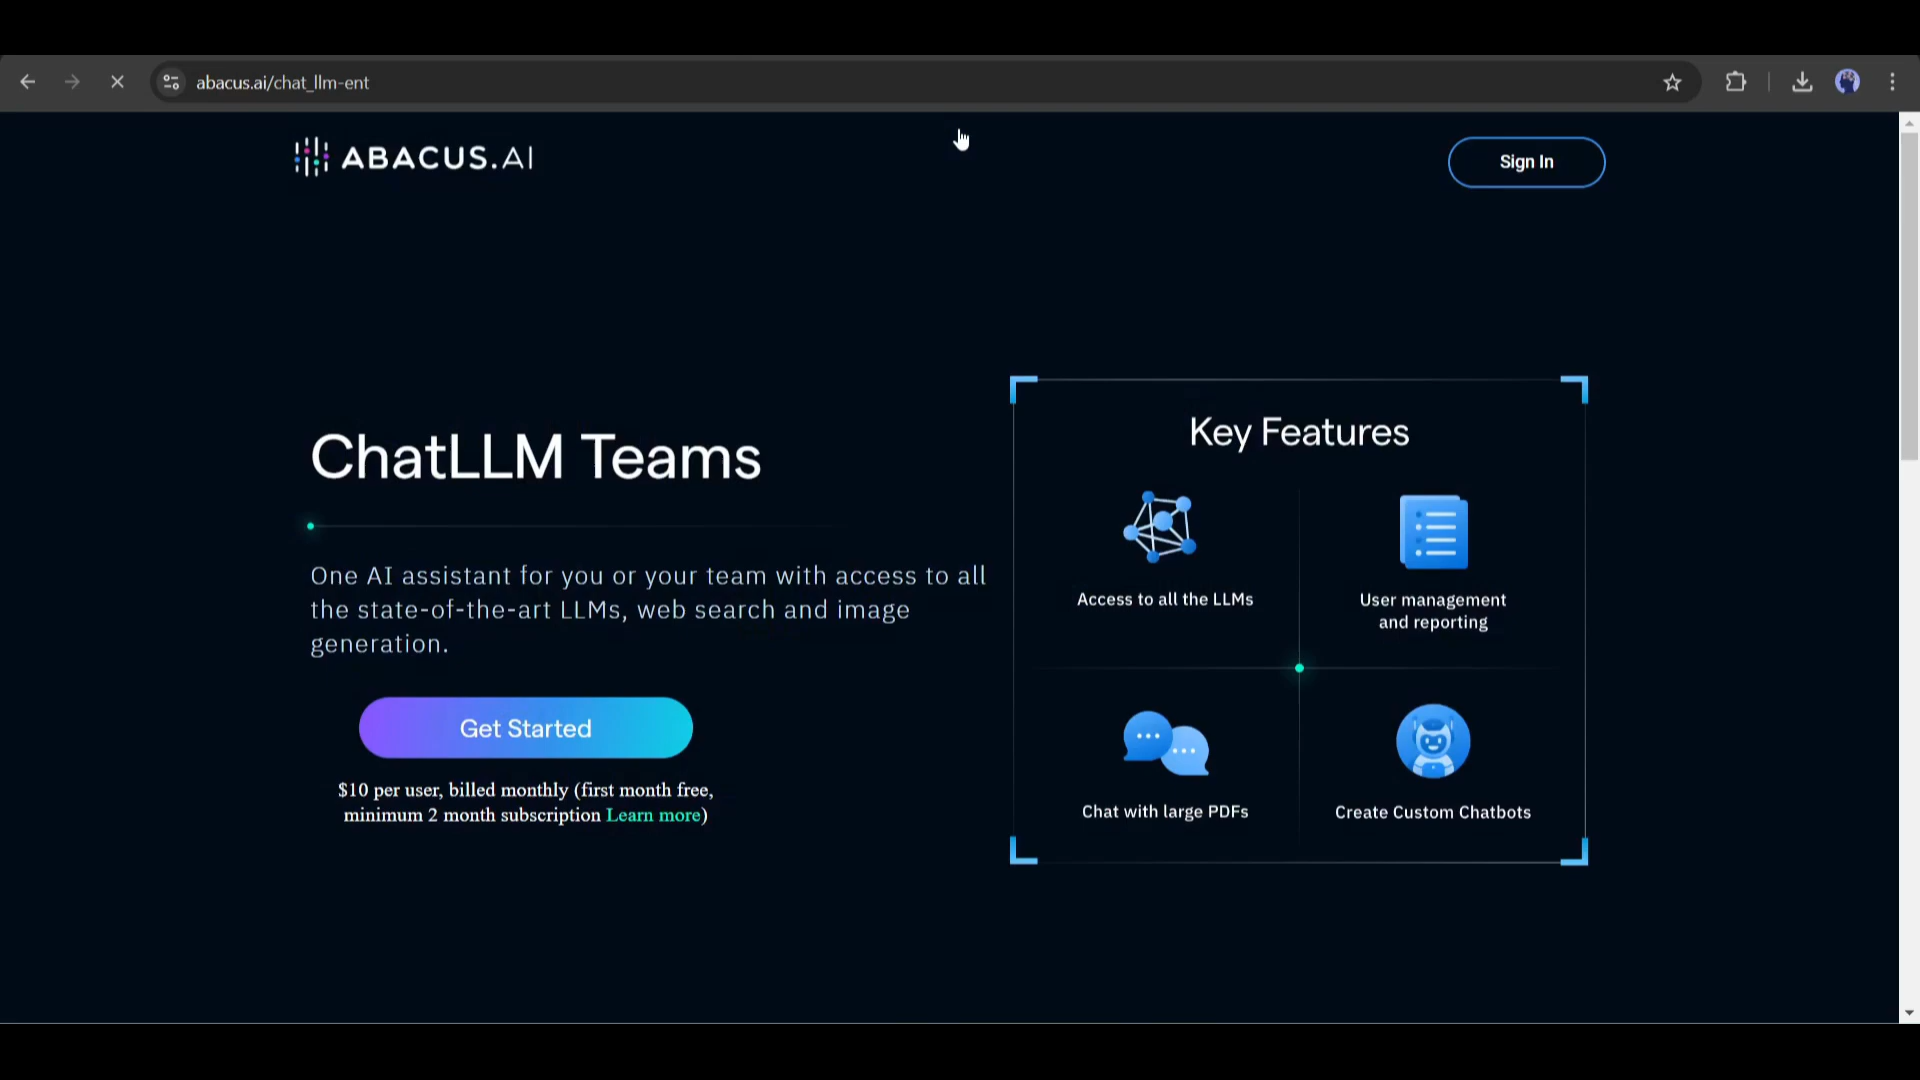 abacus.ai/chat_llm-ent
ABACUS.AI
Sign In
ChatLLM Teams
One AI assistant for you or your team with access to all
the state-of-the-art LLMs, web search and image
generation.
Get Started
$10 per user, billed monthly (first month free,
minimum 2 month subscription Learn more)
Key Features
Access to all the LLMs
User management
and reporting
Chat with large PDFs
Create Custom Chatbots